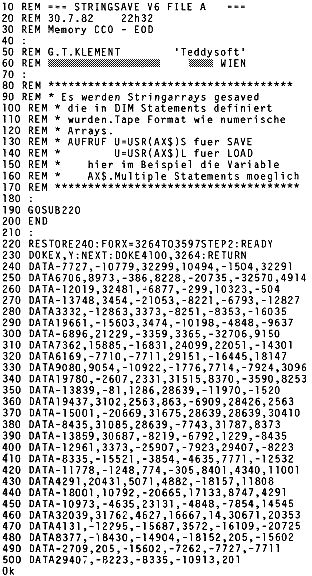 10 REM === STRINGSAVE V6 FILE A  ===
20 REM 30.7.82    22h32
30 REM Memory CC0 - E0D
40 :
50 REM G.T.KLEMENT     'Teddysoft'
60 REM WIEN
70 :
80 REM ************************************
90 REM * Es werden Stringarrays gesaved
100 REM * die in DIM Statements definiert
110 REM * wurden.Tape Format wie numerische
120 REM * Arrays.
130 REM * AUFRUF U=USR(AX$)S fuer SAVE
140 REM *        U=USR(AX$)L fuer LOAD
150 REM *    hier im Beispiel die Variable
160 REM *    AX$.Multiple Statements moeglich
170 REM ************************************
180 :
190 GOSUB220
200 END
210 :
220 RESTORE240:FORX=3264TO3597STEP2:READY
230 DOKEX,Y:NEXT:DOKE4100,3264:RETURN
240 DATA-7727,-10779,32299,10494,-1504,32291
250 DATA6706,8973,-386,8228,-20735,-32570,4914
260 DATA-12019,32481,-6877,-299,10323,-504
270 DATA-13748,3454,-21053,-8221,-6793,-12827
280 DATA3332,-12863,3373,-8251,-8353,-16035
290 DATA19661,-15603,3474,-10198,-4848,-9637
300 DATA-6896,21229,-3359,3365,-32706,9150
310 DATA7362,15885,-16831,24099,22051,-14301
320 DATA6169,-7710,-7711,29151,-16445,18147
330 DATA9080,9054,-10922,-1776,7714,-7924,3096
340 DATA19780,-2607,2331,31515,8370,-3590,8253
350 DATA-13839,-81,1286,28639,-11970,-1520
360 DATA19437,3102,2563,863,-6909,28426,2563
370 DATA-15001,-20669,31675,28639,28639,30410
380 DATA-8435,31085,28639,-7743,31787,8373
390 DATA-13859,30687,-8219,-6792,1229,-8435
400 DATA-12961,3373,-25907,-7923,29407,-8223
410 DATA-8335,-15521,-3854,-4635,7771,-12532
420 DATA-11778,-1248,774,-305,8401,4340,11001
430 DATA4291,20431,5071,4882,-18157,11808
440 DATA-18001,10792,-20665,17133,8747,4291
450 DATA-10973,-4635,23131,-4848,-7854,14545
460 DATA32039,31762,4627,16667,14,30671,20353
470 DATA4131,-12295,-15687,3572,-16109,-20725
480 DATA8377,-18430,-14904,-18152,205,-15602
490 DATA-2709,205,-15602,-7262,-7727,-7711
500 DATA29407,-8223,-8335,-10913,201
Ok